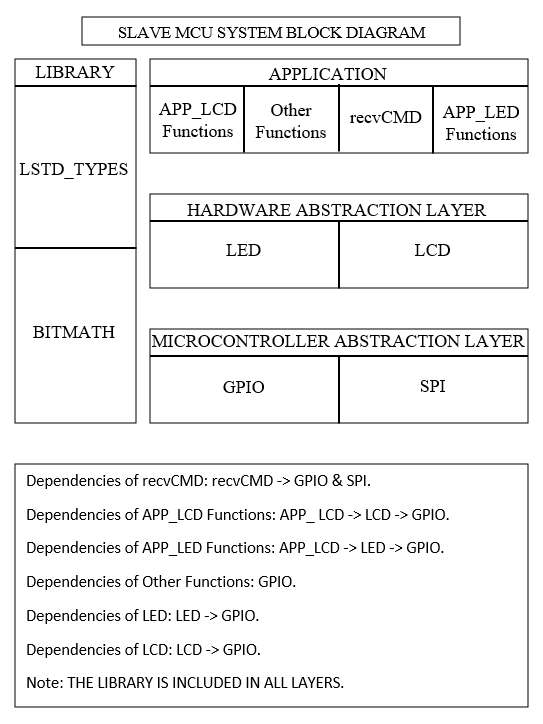 SLAVE MCU SYSTEM BLOCK DIAGRAM
LIBRARY
LSTD_TYPES
BITMATH
APPLICATION
APP_LCD
Functions
Other
Functions
recvCMD
APP_LED
Functions
HARDWARE ABSTRACTION LAYER
LED
LCD
MICROCONTROLLER ABSTRACTION LAYER
GPIO
SPI
Dependencies of recvCMD: recvCMD -> GPIO & SPI.
Dependencies of APP_LCD Functions: APP_ LCD -> LCD -> GPIO.
Dependencies of APP_LED Functions: APP_LCD -> LED -> GPIO.
Dependencies of Other Functions: GPIO.
Dependencies of LED: LED -> GPIO.
Dependencies of LCD: LCD -> GPIO.
Note: THE LIBRARY IS INCLUDED IN ALL LAYERS.